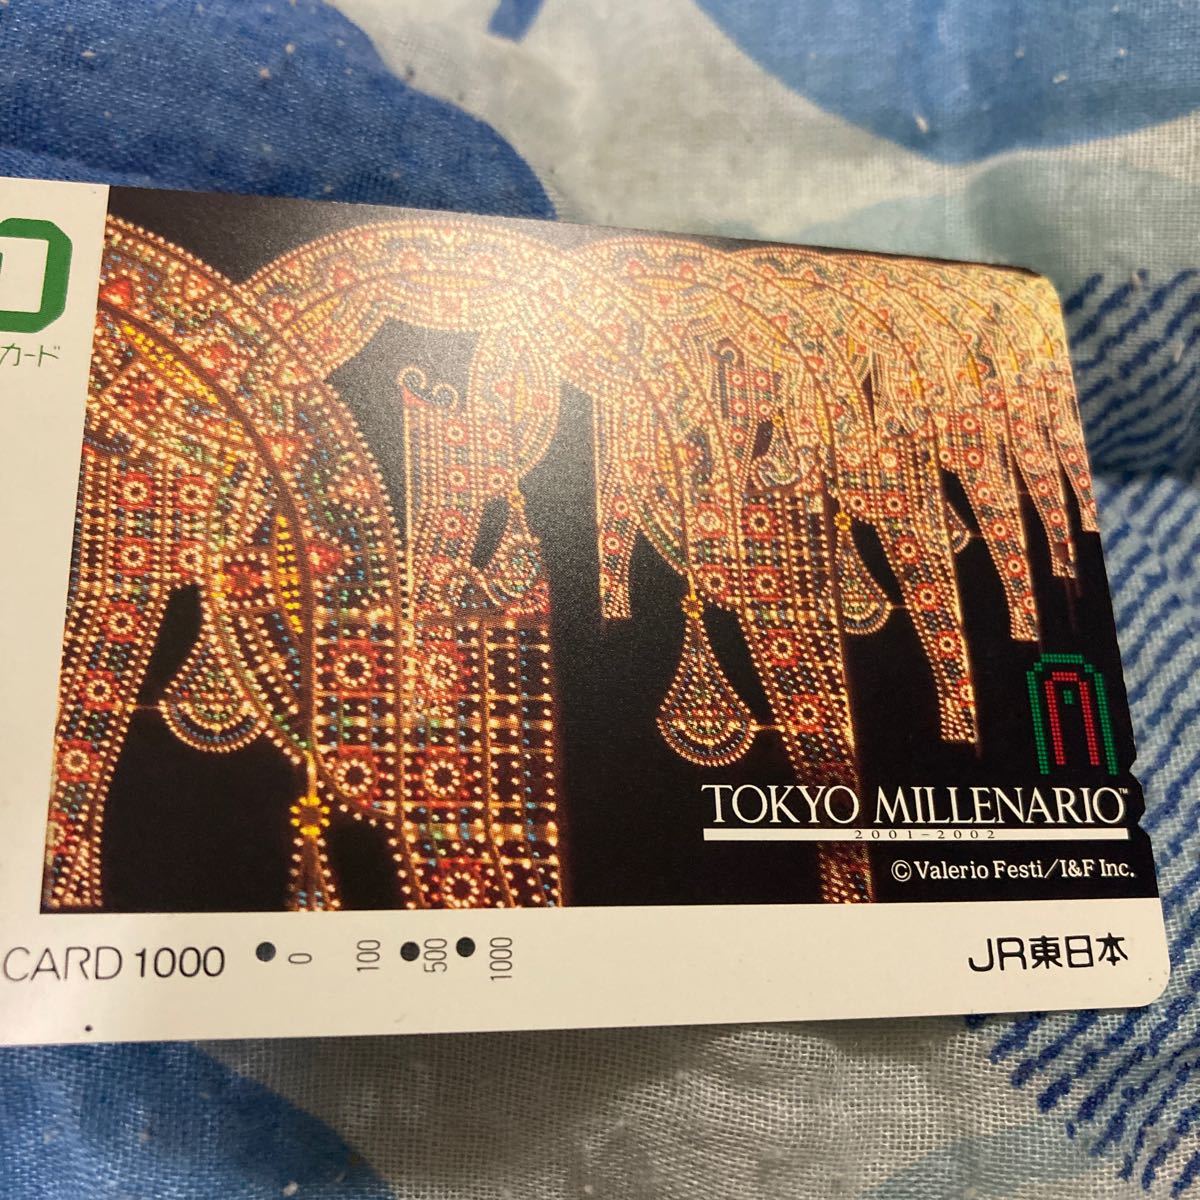 カード
TOKYO MILLENARIO™
2001-2002
©Valerio Festi/I&F Inc.
CARD 1000
0 100 500 1000
JR東日本